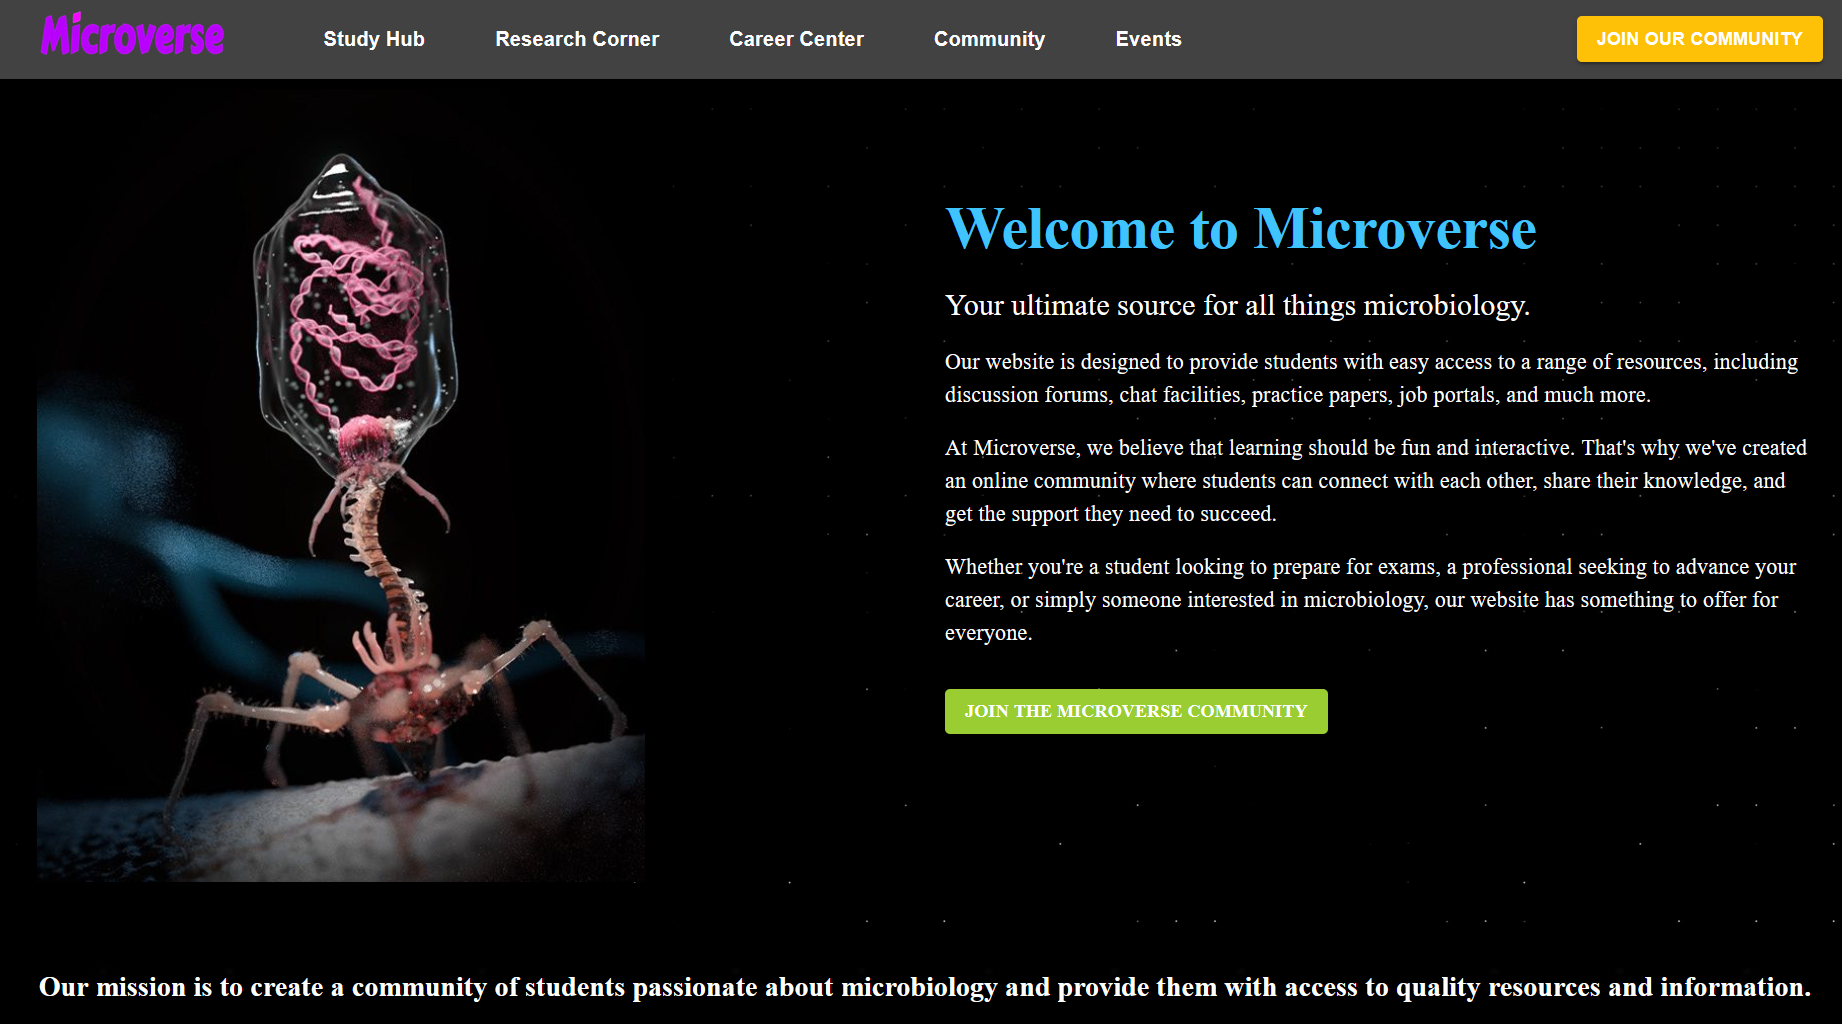 Microverse
Study Hub
Research Corner
Career Center
Community
Events
JOIN OUR COMMUNITY
Welcome to Microverse
Your ultimate source for all things microbiology.
Our website is designed to provide students with easy access to a range of resources, including
discussion forums, chat facilities, practice papers, job portals, and much more.
At Microverse, we believe that learning should be fun and interactive. That's why we've created
an online community where students can connect with each other, share their knowledge, and
get the support they need to succeed.
Whether you're a student looking to prepare for exams, a professional seeking to advance your
career, or simply someone interested in microbiology, our website has something to offer for
everyone.
JOIN THE MICROVERSE COMMUNITY
Our mission is to create a community of students passionate about microbiology and provide them with access to quality resources and information.